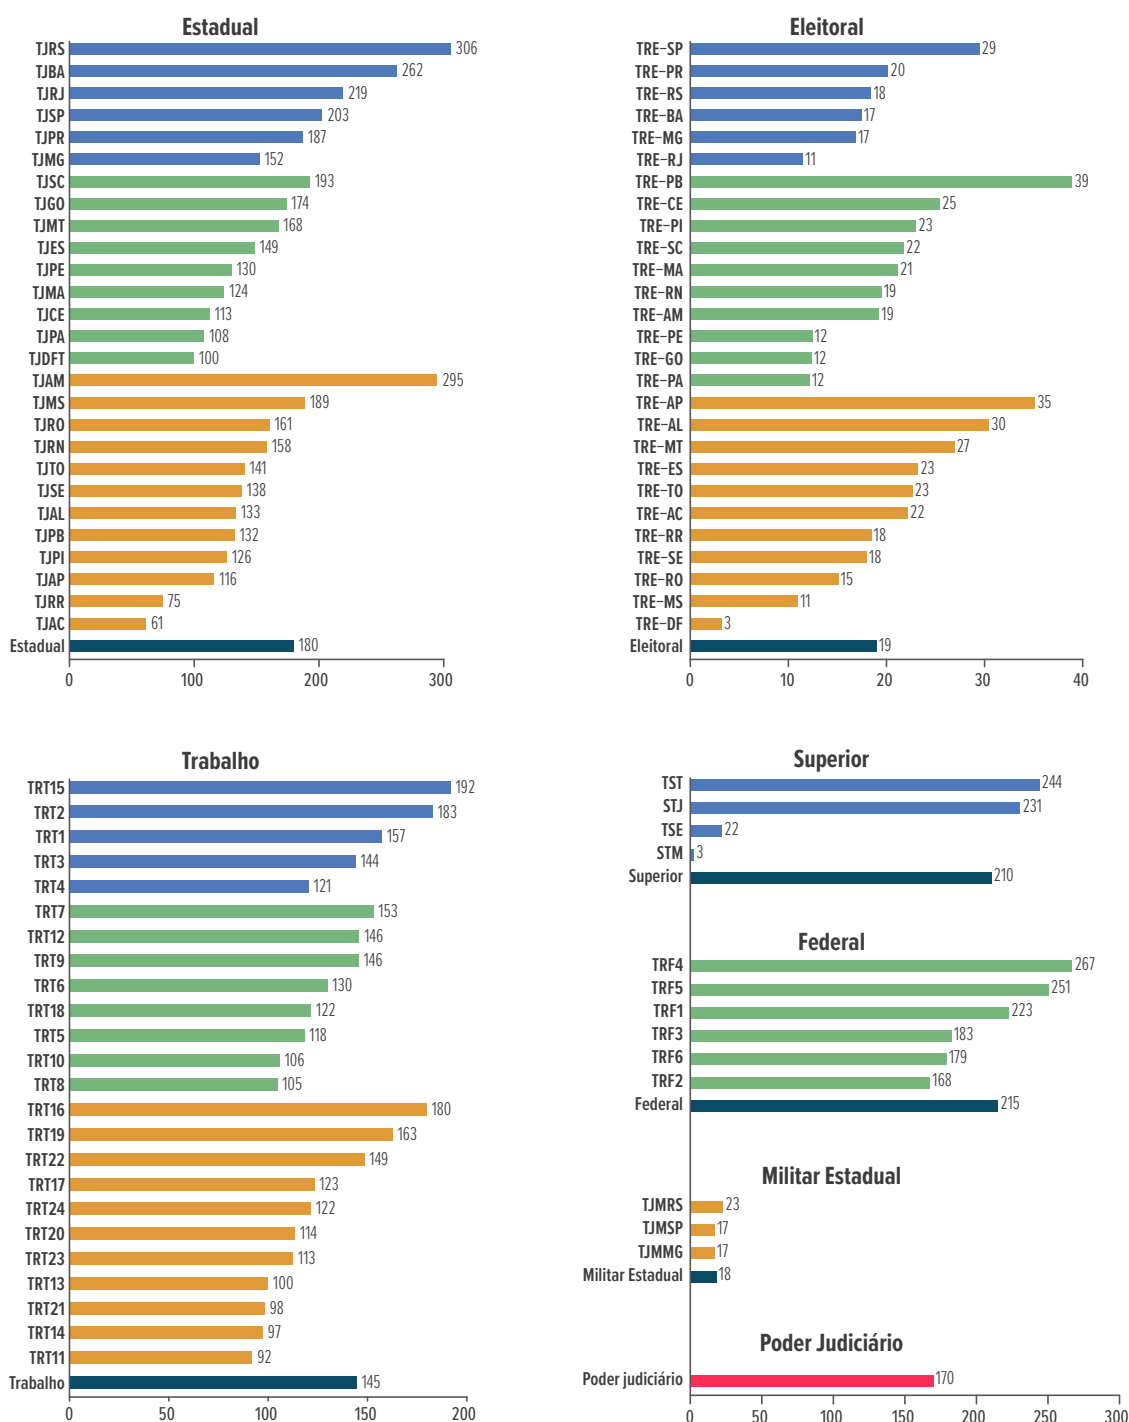 Estadual
TJRS 306
TJBA 262
TJRJ 219
TJSP 203
TJPR 187
TJMG 152
TJSC 193
TJGO 174
TJMT 168
TJES 149
TJPE 130
TJMA 124
TJCE 113
TJPA 108
TJDFT 100
TJAM 295
TJMS 189
TJRO 161
TJRN 158
TJTO 141
TJSE 138
TJAL 133
TJPB 132
TJPI 126
TJAP 116
TJRR 75
TJAC 61
Estadual 180
0 100 200 300
Eleitoral
TRE-SP 29
TRE-PR 20
TRE-RS 18
TRE-BA 17
TRE-MG 17
TRE-RJ 11
TRE-PB 39
TRE-CE 25
TRE-PI 23
TRE-SC 22
TRE-MA 21
TRE-RN 19
TRE-AM 19
TRE-PE 12
TRE-GO 12
TRE-PA 12
TRE-AP 35
TRE-AL 30
TRE-MT 27
TRE-ES 23
TRE-TO 23
TRE-AC 22
TRE-RR 18
TRE-SE 18
TRE-RO 15
TRE-MS 11
TRE-DF 3
Eleitoral 19
0 10 20 30 40
Trabalho
TRT15 192
TRT2 183
TRT1 157
TRT3 144
TRT4 121
TRT7 153
TRT12 146
TRT9 146
TRT6 130
TRT18 122
TRT5 118
TRT10 106
TRT8 105
TRT16 180
TRT19 163
TRT22 149
TRT17 123
TRT24 122
TRT20 114
TRT23 113
TRT13 100
TRT21 98
TRT14 97
TRT11 92
Trabalho 145
0 50 100 150 200
Superior
TST 244
STJ 231
TSE 22
STM 3
Superior 210
Federal
TRF4 267
TRF5 251
TRF1 223
TRF3 183
TRF6 179
TRF2 168
Federal 215
Militar Estadual
TJMRS 23
TJMSP 17
TJMMG 17
Militar Estadual 18
Poder Judiciário
Poder judiciário 170
0 50 100 150 200 250 300